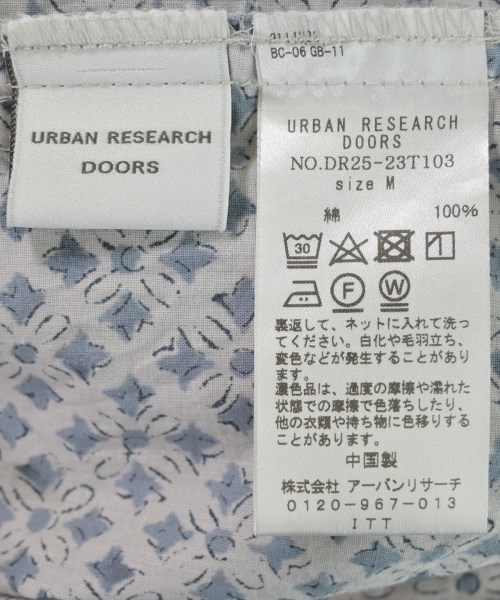 URBAN RESEARCH
DOORS
BC-06 GB-11
URBAN RESEARCH
DOORS
NO.DR25-23T103
size M
綿 100%
30
F W
裏返して、ネットに入れて洗っ
てください。白化や毛羽立ち、
変色などが発生することがあり
ます。
濃色品は、過度の摩擦や濡れた
状態での摩擦で色落ちしたり、
他の衣類や持ち物に色移りする
ことがあります。
中国製
株式会社 アーバンリサーチ
0120-967-013
ITT